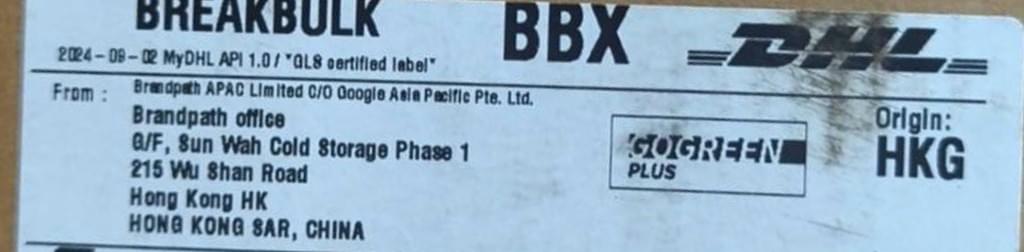 BREAKBULK
BBX
DHL
2024-09-02 MyDHL API 1.0 / "GLS certified label"
From :
Brandpath APAC Limited C/O Google Asia Pacific Pte. Ltd.
Brandpath office
G/F, Sun Wah Cold Storage Phase 1
215 Wu Shan Road
Hong Kong HK
HONG KONG SAR, CHINA
GOGREEN
PLUS
Origin:
HKG